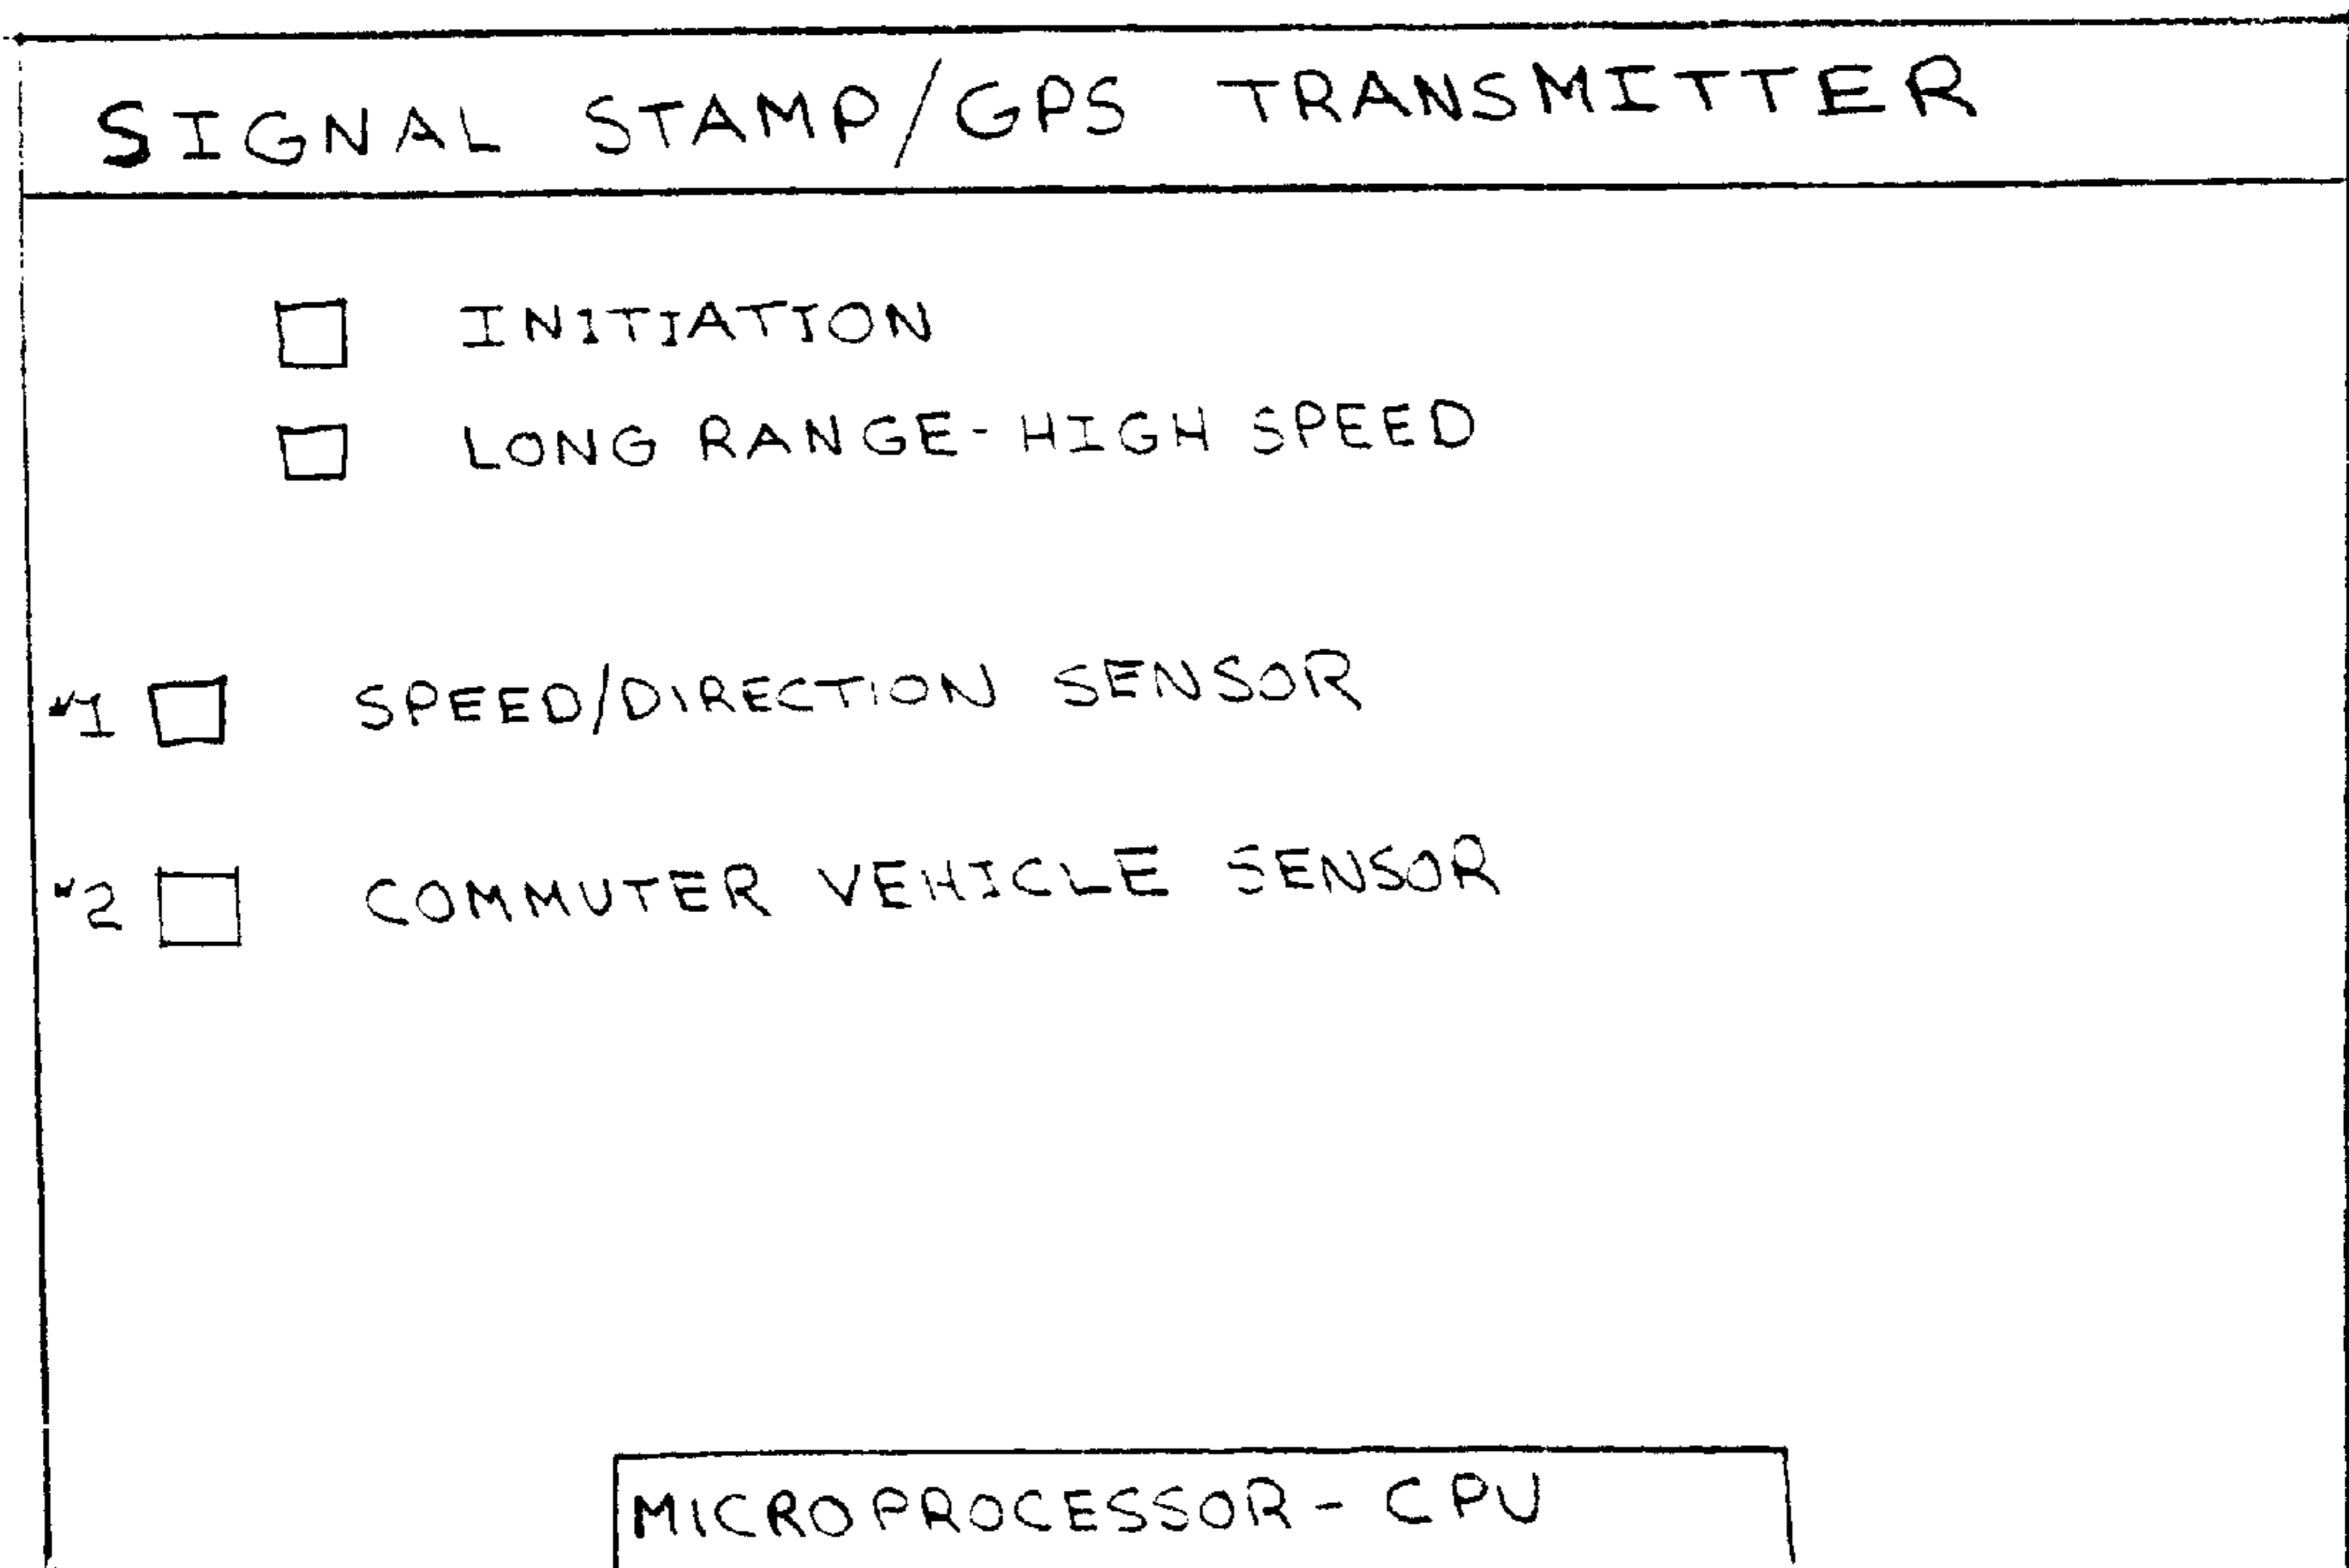 SIGNAL STAMP/GPS TRANSMITTER
INITIATION
LONG RANGE-HIGH SPEED
#1 SPEED/DIRECTION SENSOR
#2 COMMUTER VEHICLE SENSOR
MICROPROCESSOR - CPU